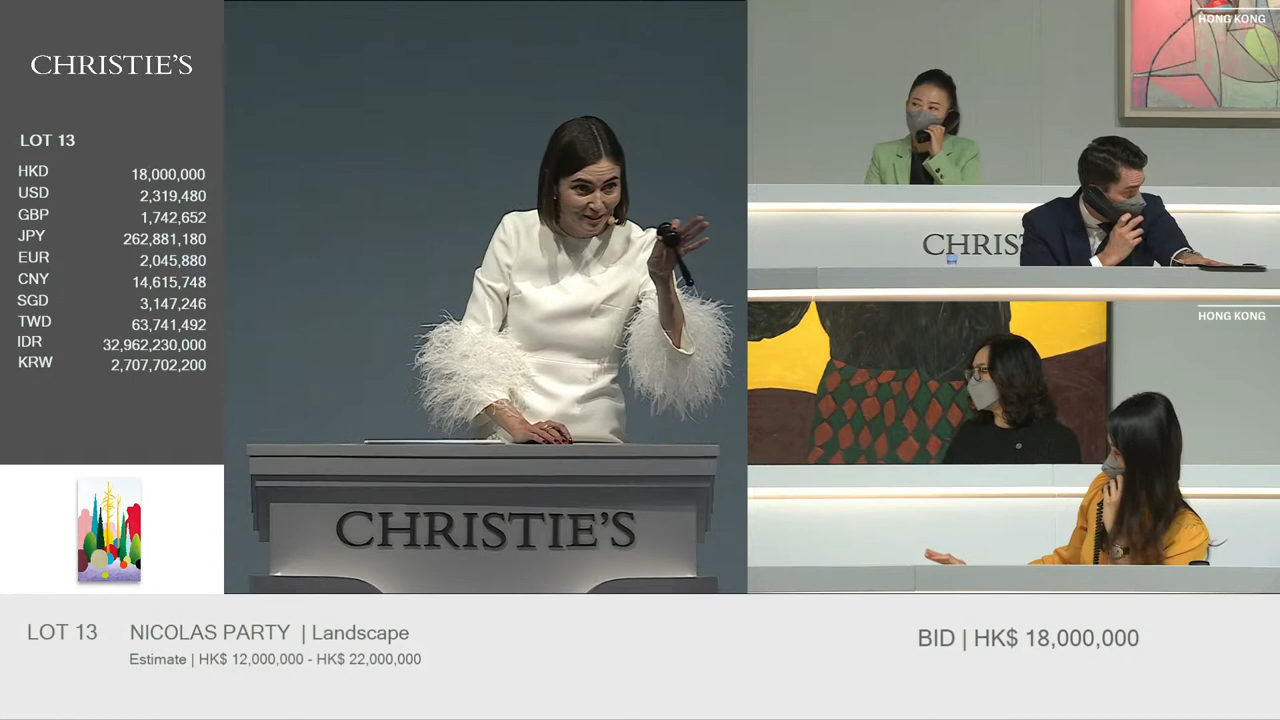 CHRISTIE'S
LOT 13
HKD 18,000,000
USD 2,319,480
GBP 1,742,652
JPY 262,881,180
EUR 2,045,880
CNY 14,615,748
SGD 3,147,246
TWD 63,741,492
IDR 32,962,230,000
KRW 2,707,702,200
CHRISTIE'S
HONG KONG
CHRIS
HONG KONG
LOT 13 NICOLAS PARTY | Landscape
Estimate | HK$ 12,000,000 - HK$ 22,000,000
BID | HK$ 18,000,000